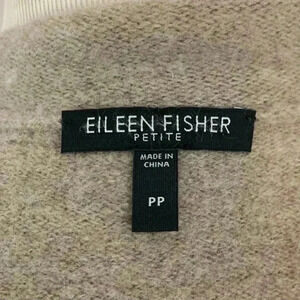 EILEEN FISHER
PETITE
MADE IN
CHINA
PP